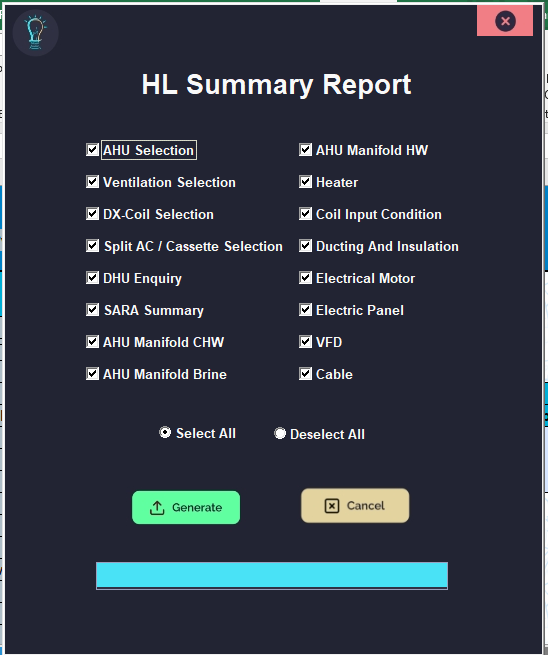 HL Summary Report
AHU Selection
Ventilation Selection
DX-Coil Selection
Split AC / Cassette Selection
DHU Enquiry
SARA Summary
AHU Manifold CHW
AHU Manifold Brine
AHU Manifold HW
Heater
Coil Input Condition
Ducting And Insulation
Electrical Motor
Electric Panel
VFD
Cable
Select All
Deselect All
Generate
Cancel